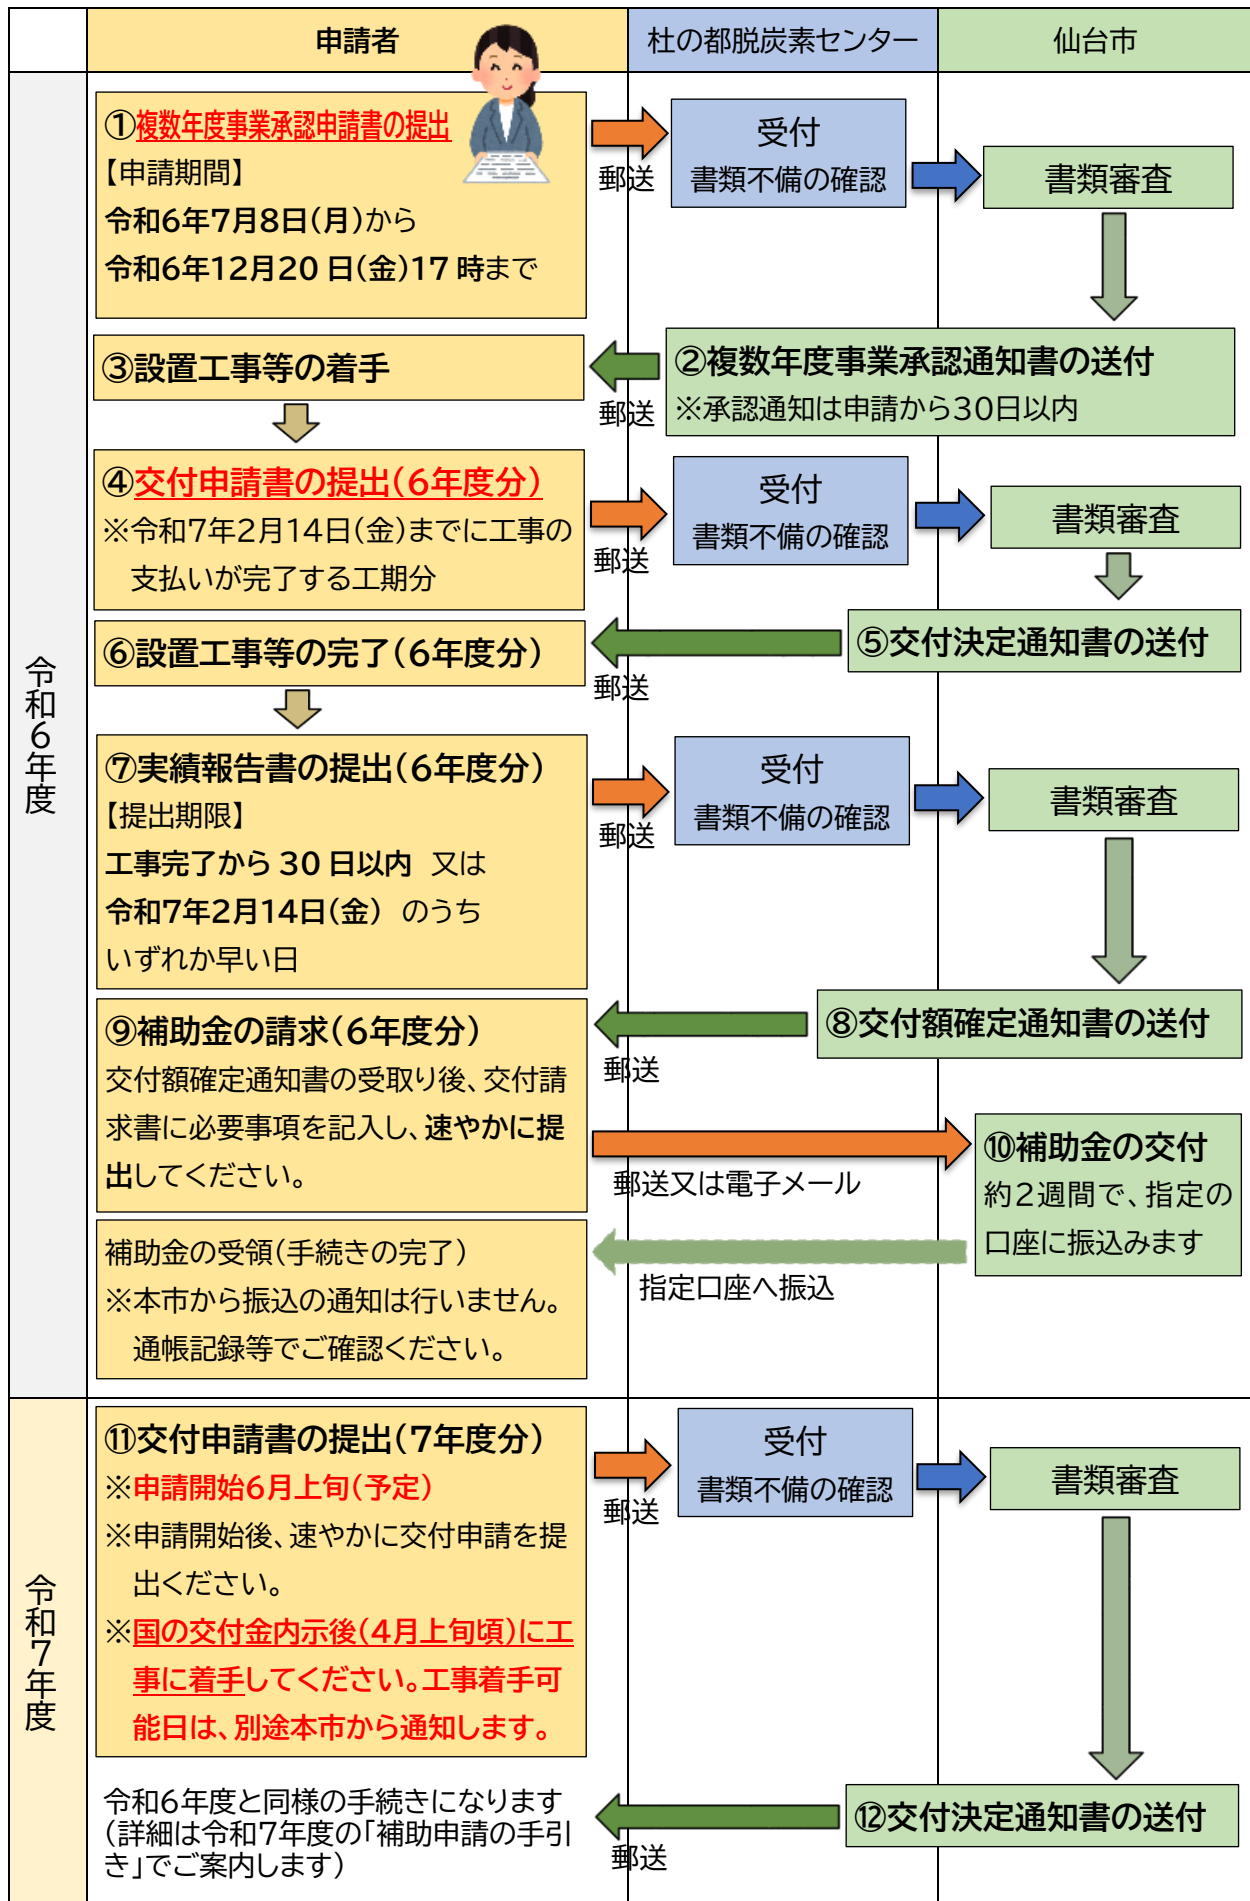 申請者
杜の都脱炭素センター
仙台市
令和6年度
①複数年度事業承認申請書の提出
【申請期間】
令和6年7月8日(月)から
令和6年12月20日(金)17時まで
郵送
受付
書類不備の確認
書類審査
②複数年度事業承認通知書の送付
※承認通知は申請から30日以内
郵送
③設置工事等の着手
④交付申請書の提出(6年度分)
※令和7年2月14日(金)までに工事の
支払いが完了する工期分
郵送
受付
書類不備の確認
書類審査
⑤交付決定通知書の送付
郵送
⑥設置工事等の完了(6年度分)
⑦実績報告書の提出(6年度分)
【提出期限】
工事完了から30日以内 又は
令和7年2月14日(金) のうち
いずれか早い日
郵送
受付
書類不備の確認
書類審査
⑧交付額確定通知書の送付
郵送
⑨補助金の請求(6年度分)
交付額確定通知書の受取り後、交付請
求書に必要事項を記入し、速やかに提
出してください。
郵送又は電子メール
⑩補助金の交付
約2週間で、指定の
口座に振込みます
指定口座へ振込
補助金の受領(手続きの完了)
※本市から振込の通知は行いません。
通帳記録等でご確認ください。
令和7年度
⑪交付申請書の提出(7年度分)
※申請開始6月上旬(予定)
※申請開始後、速やかに交付申請を提
出ください。
※国の交付金内示後(4月上旬頃)に工
事に着手してください。工事着手可
能日は、別途本市から通知します。
郵送
受付
書類不備の確認
書類審査
⑫交付決定通知書の送付
郵送
令和6年度と同様の手続きになります
(詳細は令和7年度の「補助申請の手引
き」でご案内します)